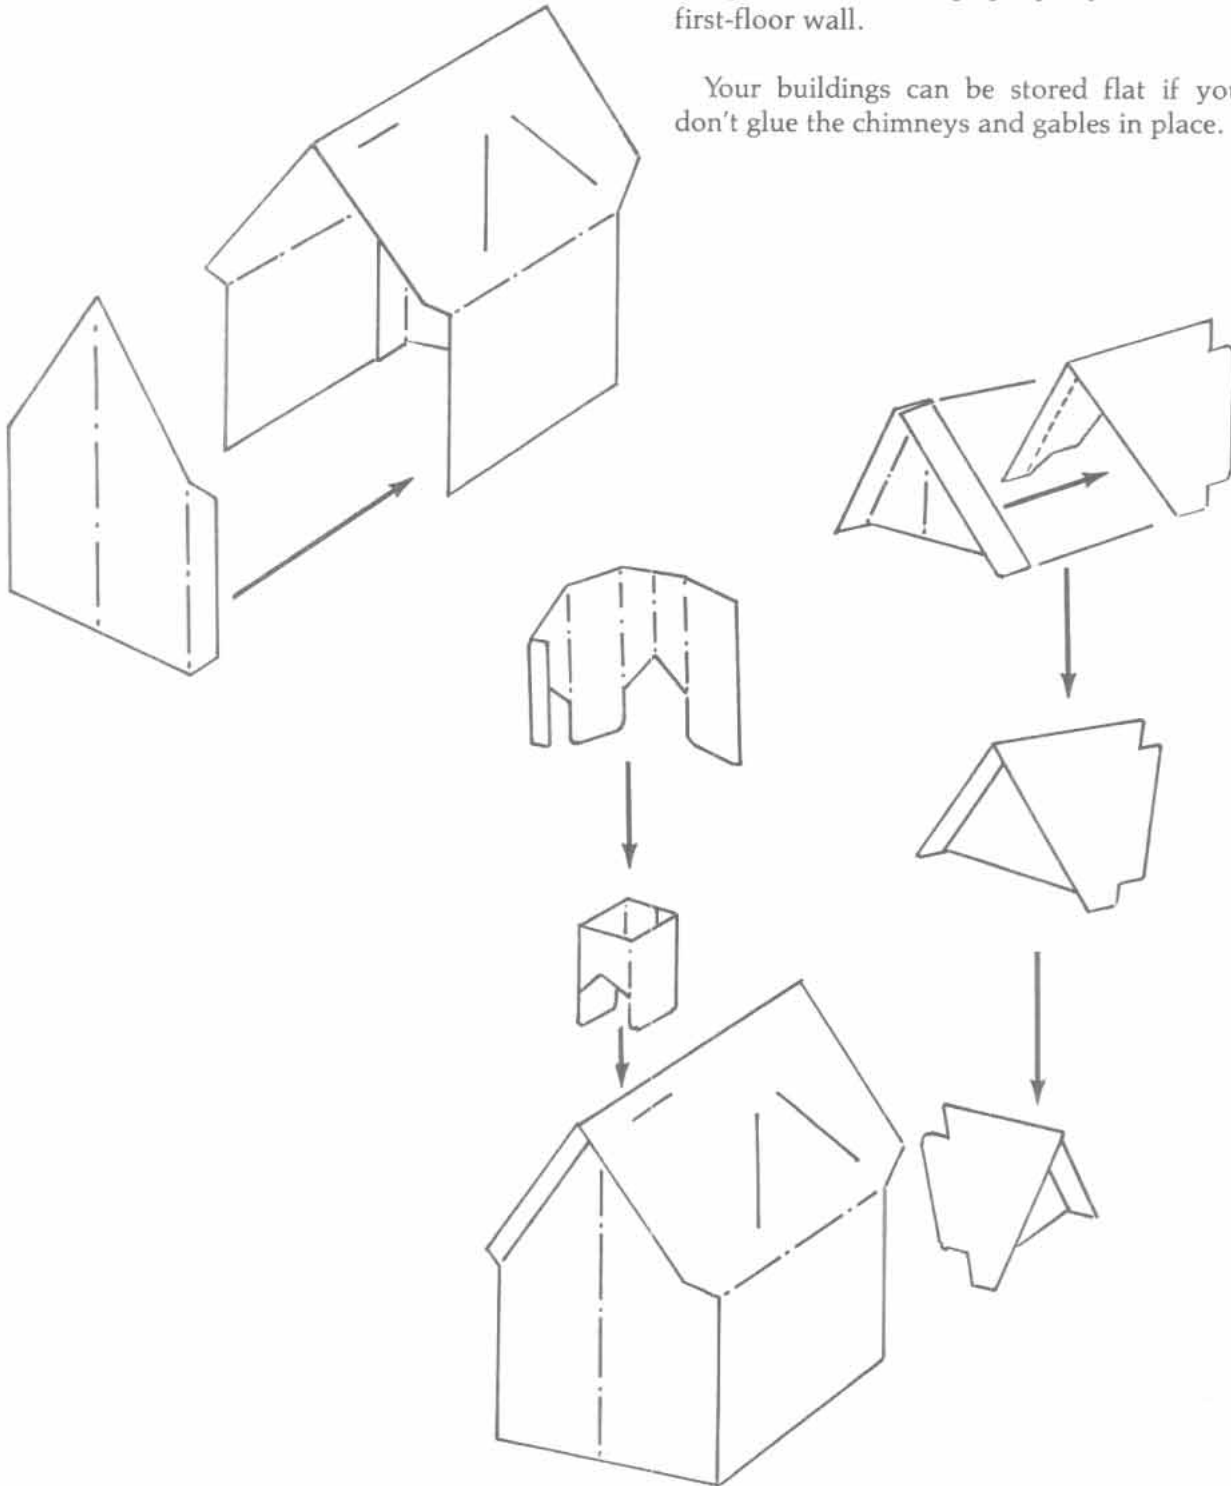 first-floor wall.
Your buildings can be stored flat if you
don't glue the chimneys and gables in place.